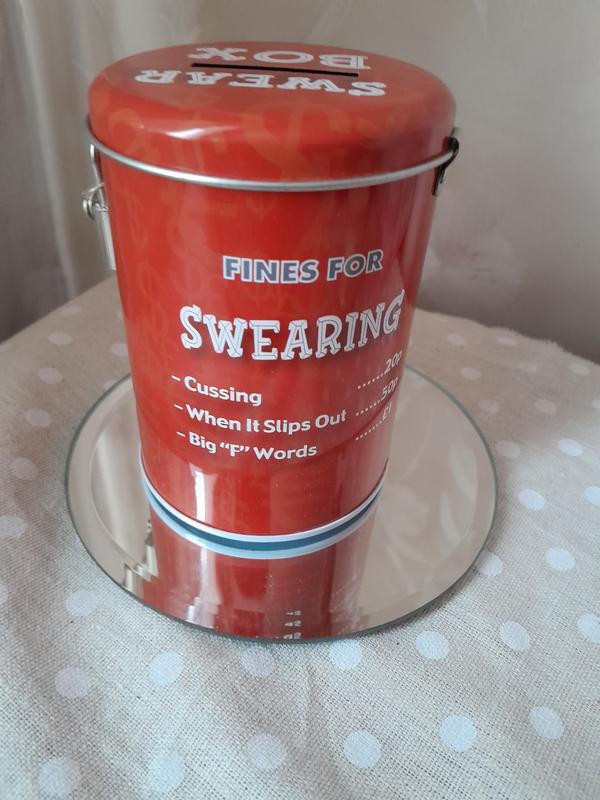 SWEAR
BOX
FINES FOR
SWEARING
– Cussing .......20p
– When It Slips Out ......50p
– Big “F” Words .......£1